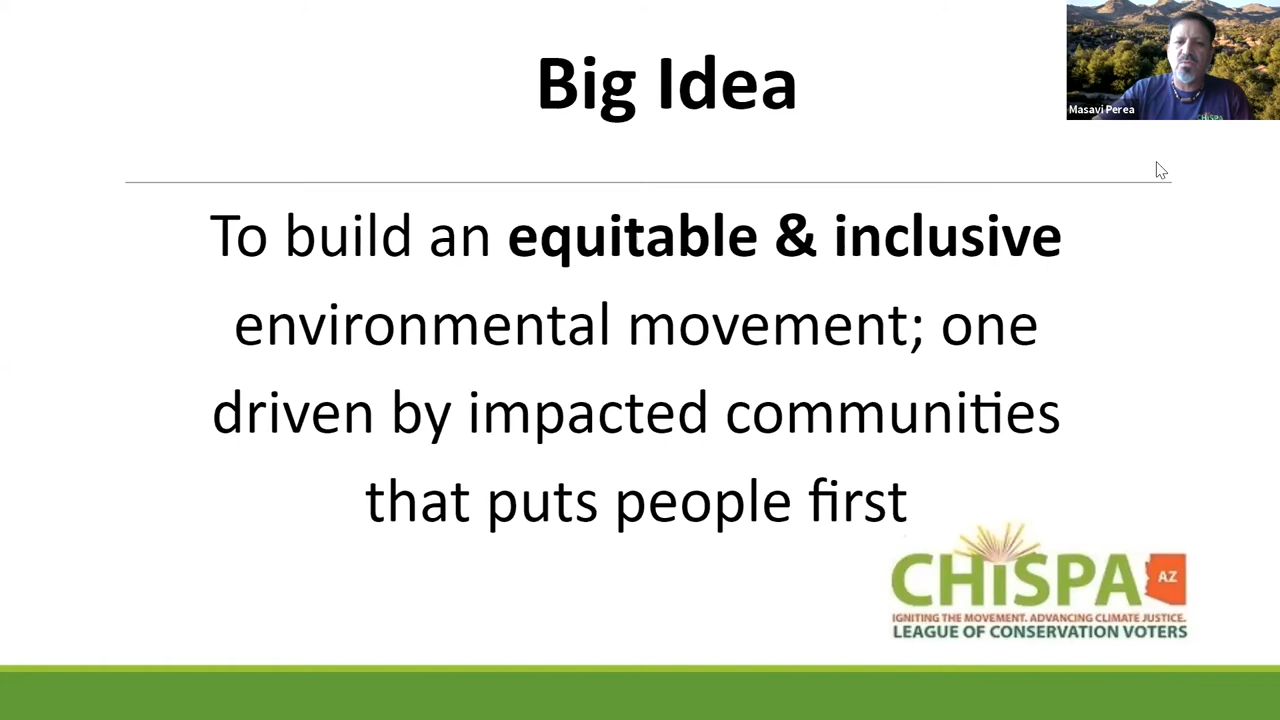 Big Idea
Masavi Perea
CHiSPA
To build an equitable & inclusive
environmental movement; one
driven by impacted communities
that puts people first
CHiSPA AZ
IGNITING THE MOVEMENT. ADVANCING CLIMATE JUSTICE.
LEAGUE OF CONSERVATION VOTERS